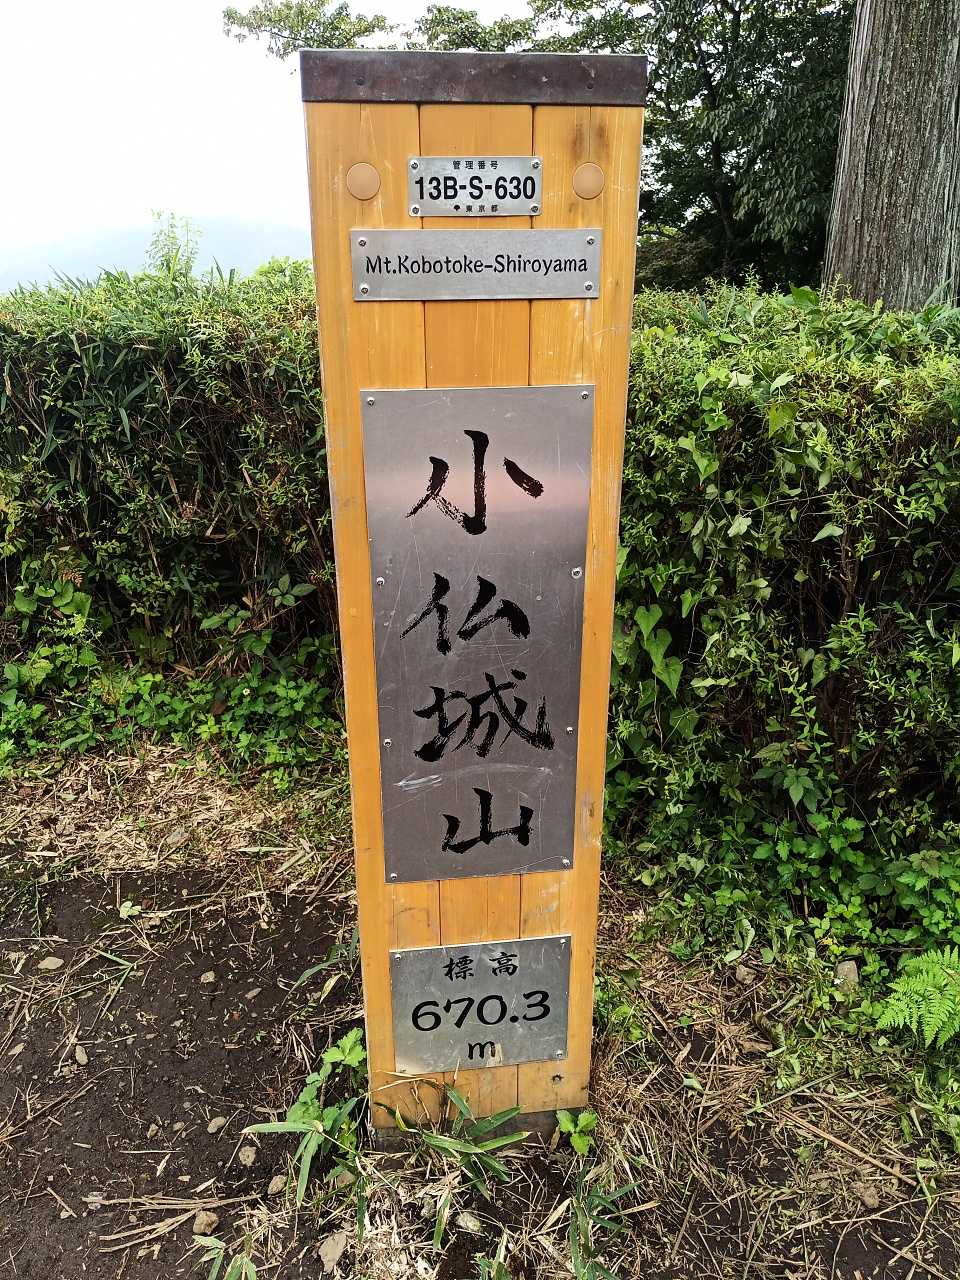 管理番号
13B-S-630
東京都
Mt.Kobotoke-Shiroyama
小仏城山
標高
670.3
m